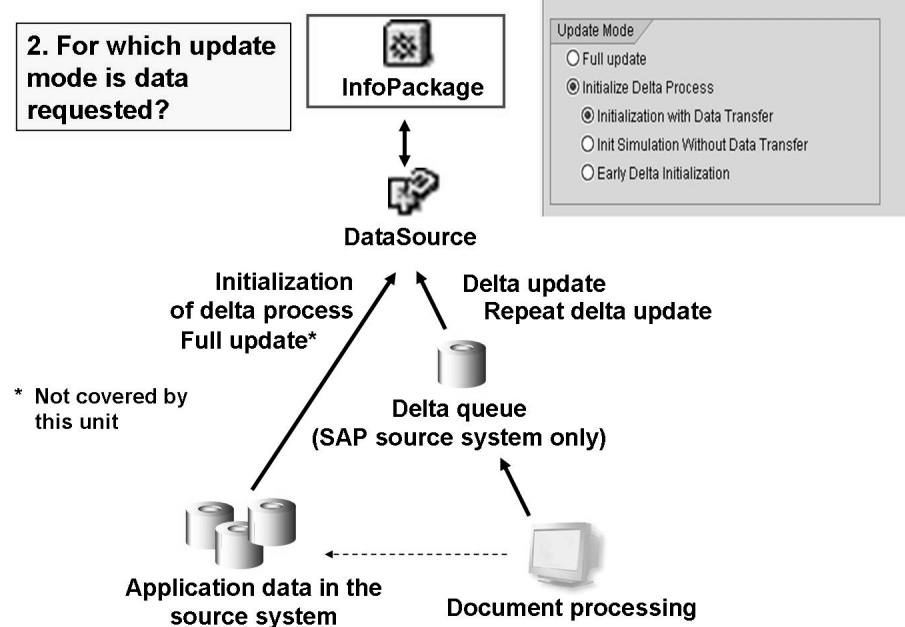 2. For which update
mode is data
requested?
InfoPackage
Update Mode
Full update
Initialize Delta Process
Initialization with Data Transfer
Init Simulation Without Data Transfer
Early Delta Initialization
DataSource
Initialization
of delta process
Full update*
Delta update
Repeat delta update
* Not covered by
this unit
Delta queue
(SAP source system only)
Application data in the
source system
Document processing